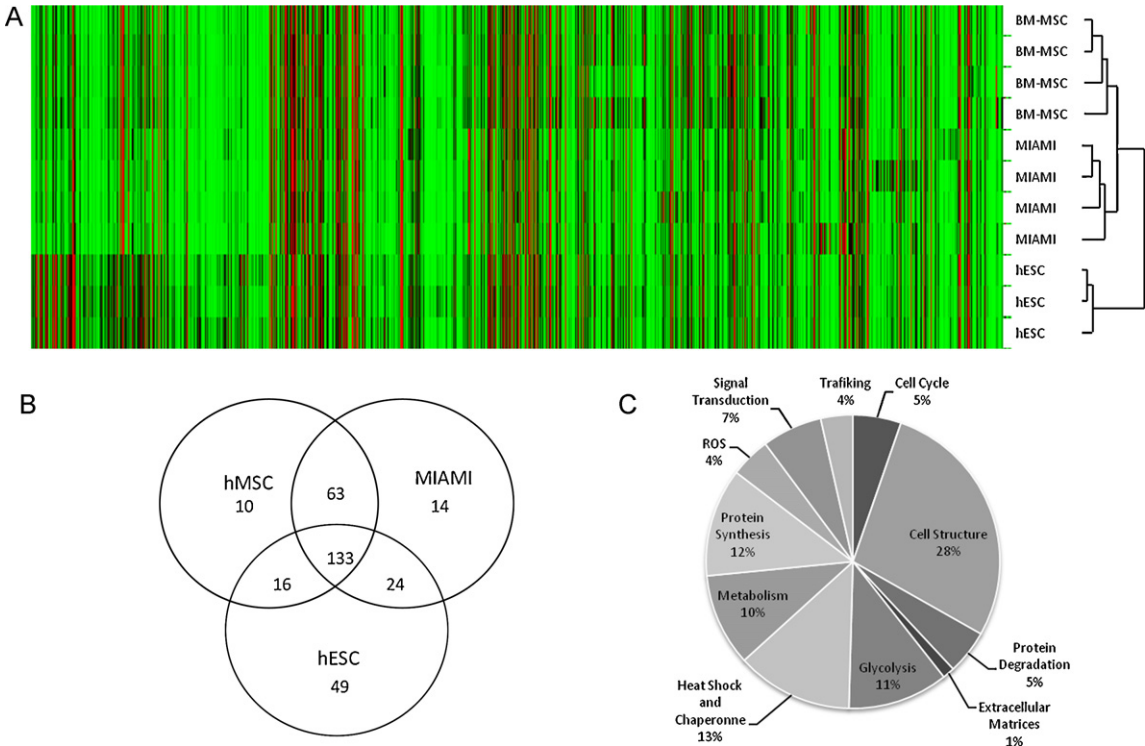 A
BM-MSC
BM-MSC
BM-MSC
BM-MSC
MIAMI
MIAMI
MIAMI
MIAMI
hESC
hESC
hESC
B
hMSC
10
63
MIAMI
14
133
16
24
hESC
49
C
Signal
Transduction
7%
Trafiking
4%
Cell Cycle
5%
ROS
4%
Protein
Synthesis
12%
Cell Structure
28%
Metabolism
10%
Protein
Degradation
5%
Glycolysis
11%
Heat Shock
and
Chaperonne
13%
Extracellular
Matrices
1%